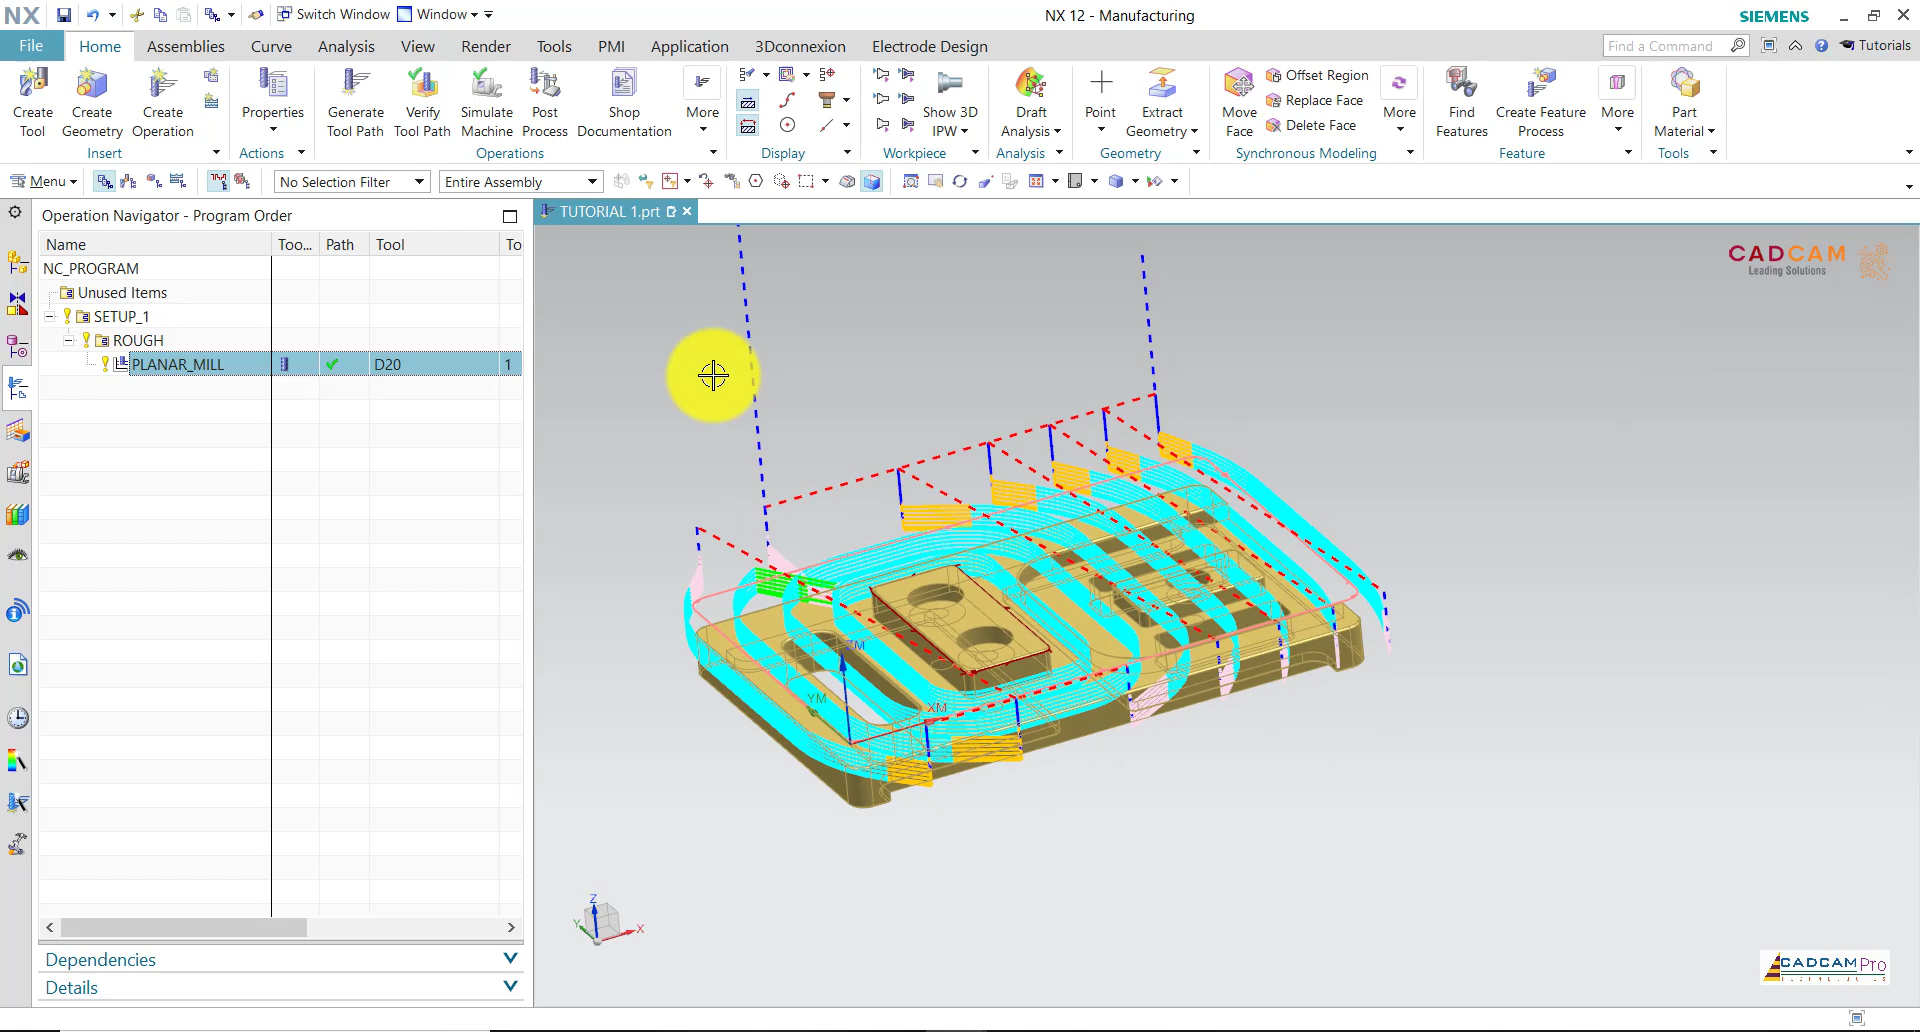 NX
Switch Window
Window
NX 12 - Manufacturing
SIEMENS
File
Home
Assemblies
Curve
Analysis
View
Render
Tools
PMI
Application
3Dconnexion
Electrode Design
Find a Command
Tutorials
Create Tool
Create Geometry
Create Operation
Properties
Generate Tool Path
Verify Tool Path
Simulate Machine
Post Process
Shop Documentation
More
Show 3D IPW
Draft Analysis
Point
Extract Geometry
Move Face
Offset Region
Replace Face
Delete Face
More
Find Features
Create Feature Process
More
Part Material
Insert
Actions
Operations
Display
Workpiece
Analysis
Geometry
Synchronous Modeling
Feature
Tools
Menu
No Selection Filter
Entire Assembly
Operation Navigator - Program Order
TUTORIAL 1.prt
Name
Too...
Path
Tool
To
NC_PROGRAM
Unused Items
SETUP_1
ROUGH
PLANAR_MILL
D20
1
CADCAM
Leading Solutions
YM
XM
Z
Y
X
Dependencies
Details
CADCAM Pro